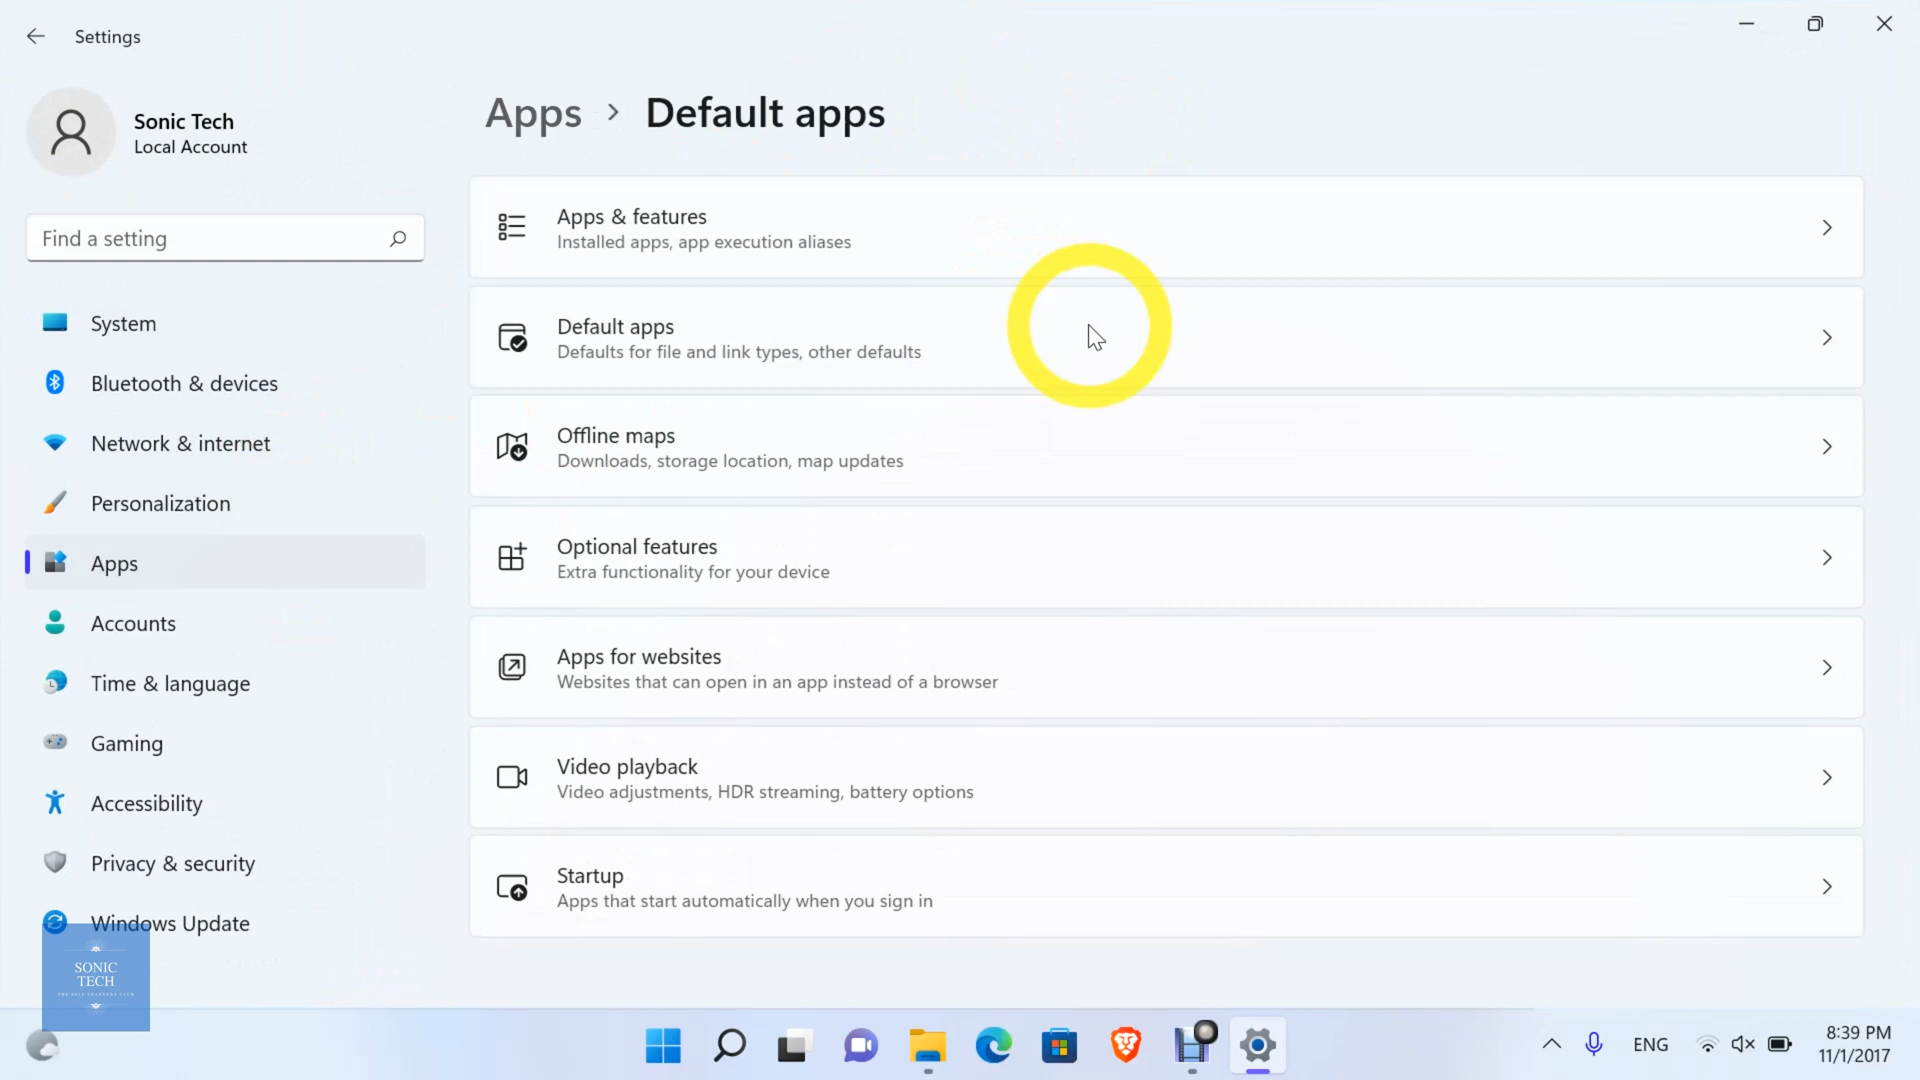 Settings
Sonic Tech
Local Account
Find a setting
System
Bluetooth & devices
Network & internet
Personalization
Apps
Accounts
Time & language
Gaming
Accessibility
Privacy & security
Windows Update
Apps > Default apps
Apps & features
Installed apps, app execution aliases
Default apps
Defaults for file and link types, other defaults
Offline maps
Downloads, storage location, map updates
Optional features
Extra functionality for your device
Apps for websites
Websites that can open in an app instead of a browser
Video playback
Video adjustments, HDR streaming, battery options
Startup
Apps that start automatically when you sign in
SONIC
TECH
ENG
8:39 PM
11/1/2017